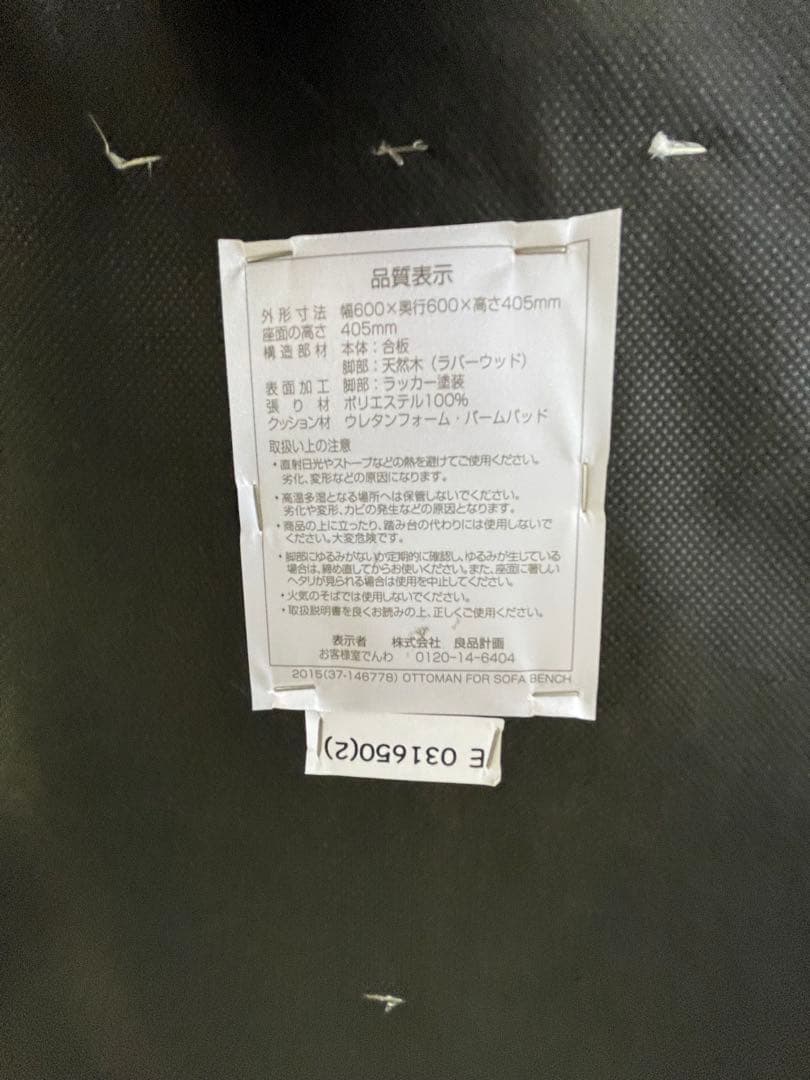 品質表示
外形寸法 幅600×奥行600×高さ405mm
座面の高さ 405mm
構造部材 本体：合板
脚部：天然木（ラバーウッド）
表面加工 脚部：ラッカー塗装
張り材 ポリエステル100%
クッション材 ウレタンフォーム・パームパッド
取扱い上の注意
・直射日光やストーブなどの熱を避けてご使用ください。
劣化、変形などの原因になります。
・高温多湿となる場所へは保管しないでください。
劣化や変形、カビの発生などの原因となります。
・商品の上に立ったり、踏み台の代わりには使用しないで
ください。大変危険です。
・脚部にゆるみがないか定期的に確認し、ゆるみが生じている
場合は、締め直してからお使いください。また、座面に著しい
ヘタリが見られる場合は使用を中止してください。
・火気のそばでは使用しないでください。
・取扱説明書を良くお読みの上、正しくご使用ください。
表示者 株式会社 良品計画
お客様室でんわ 0120-14-6404
2015(37-146778) OTTOMAN FOR SOFA BENCH
E 031650(2)